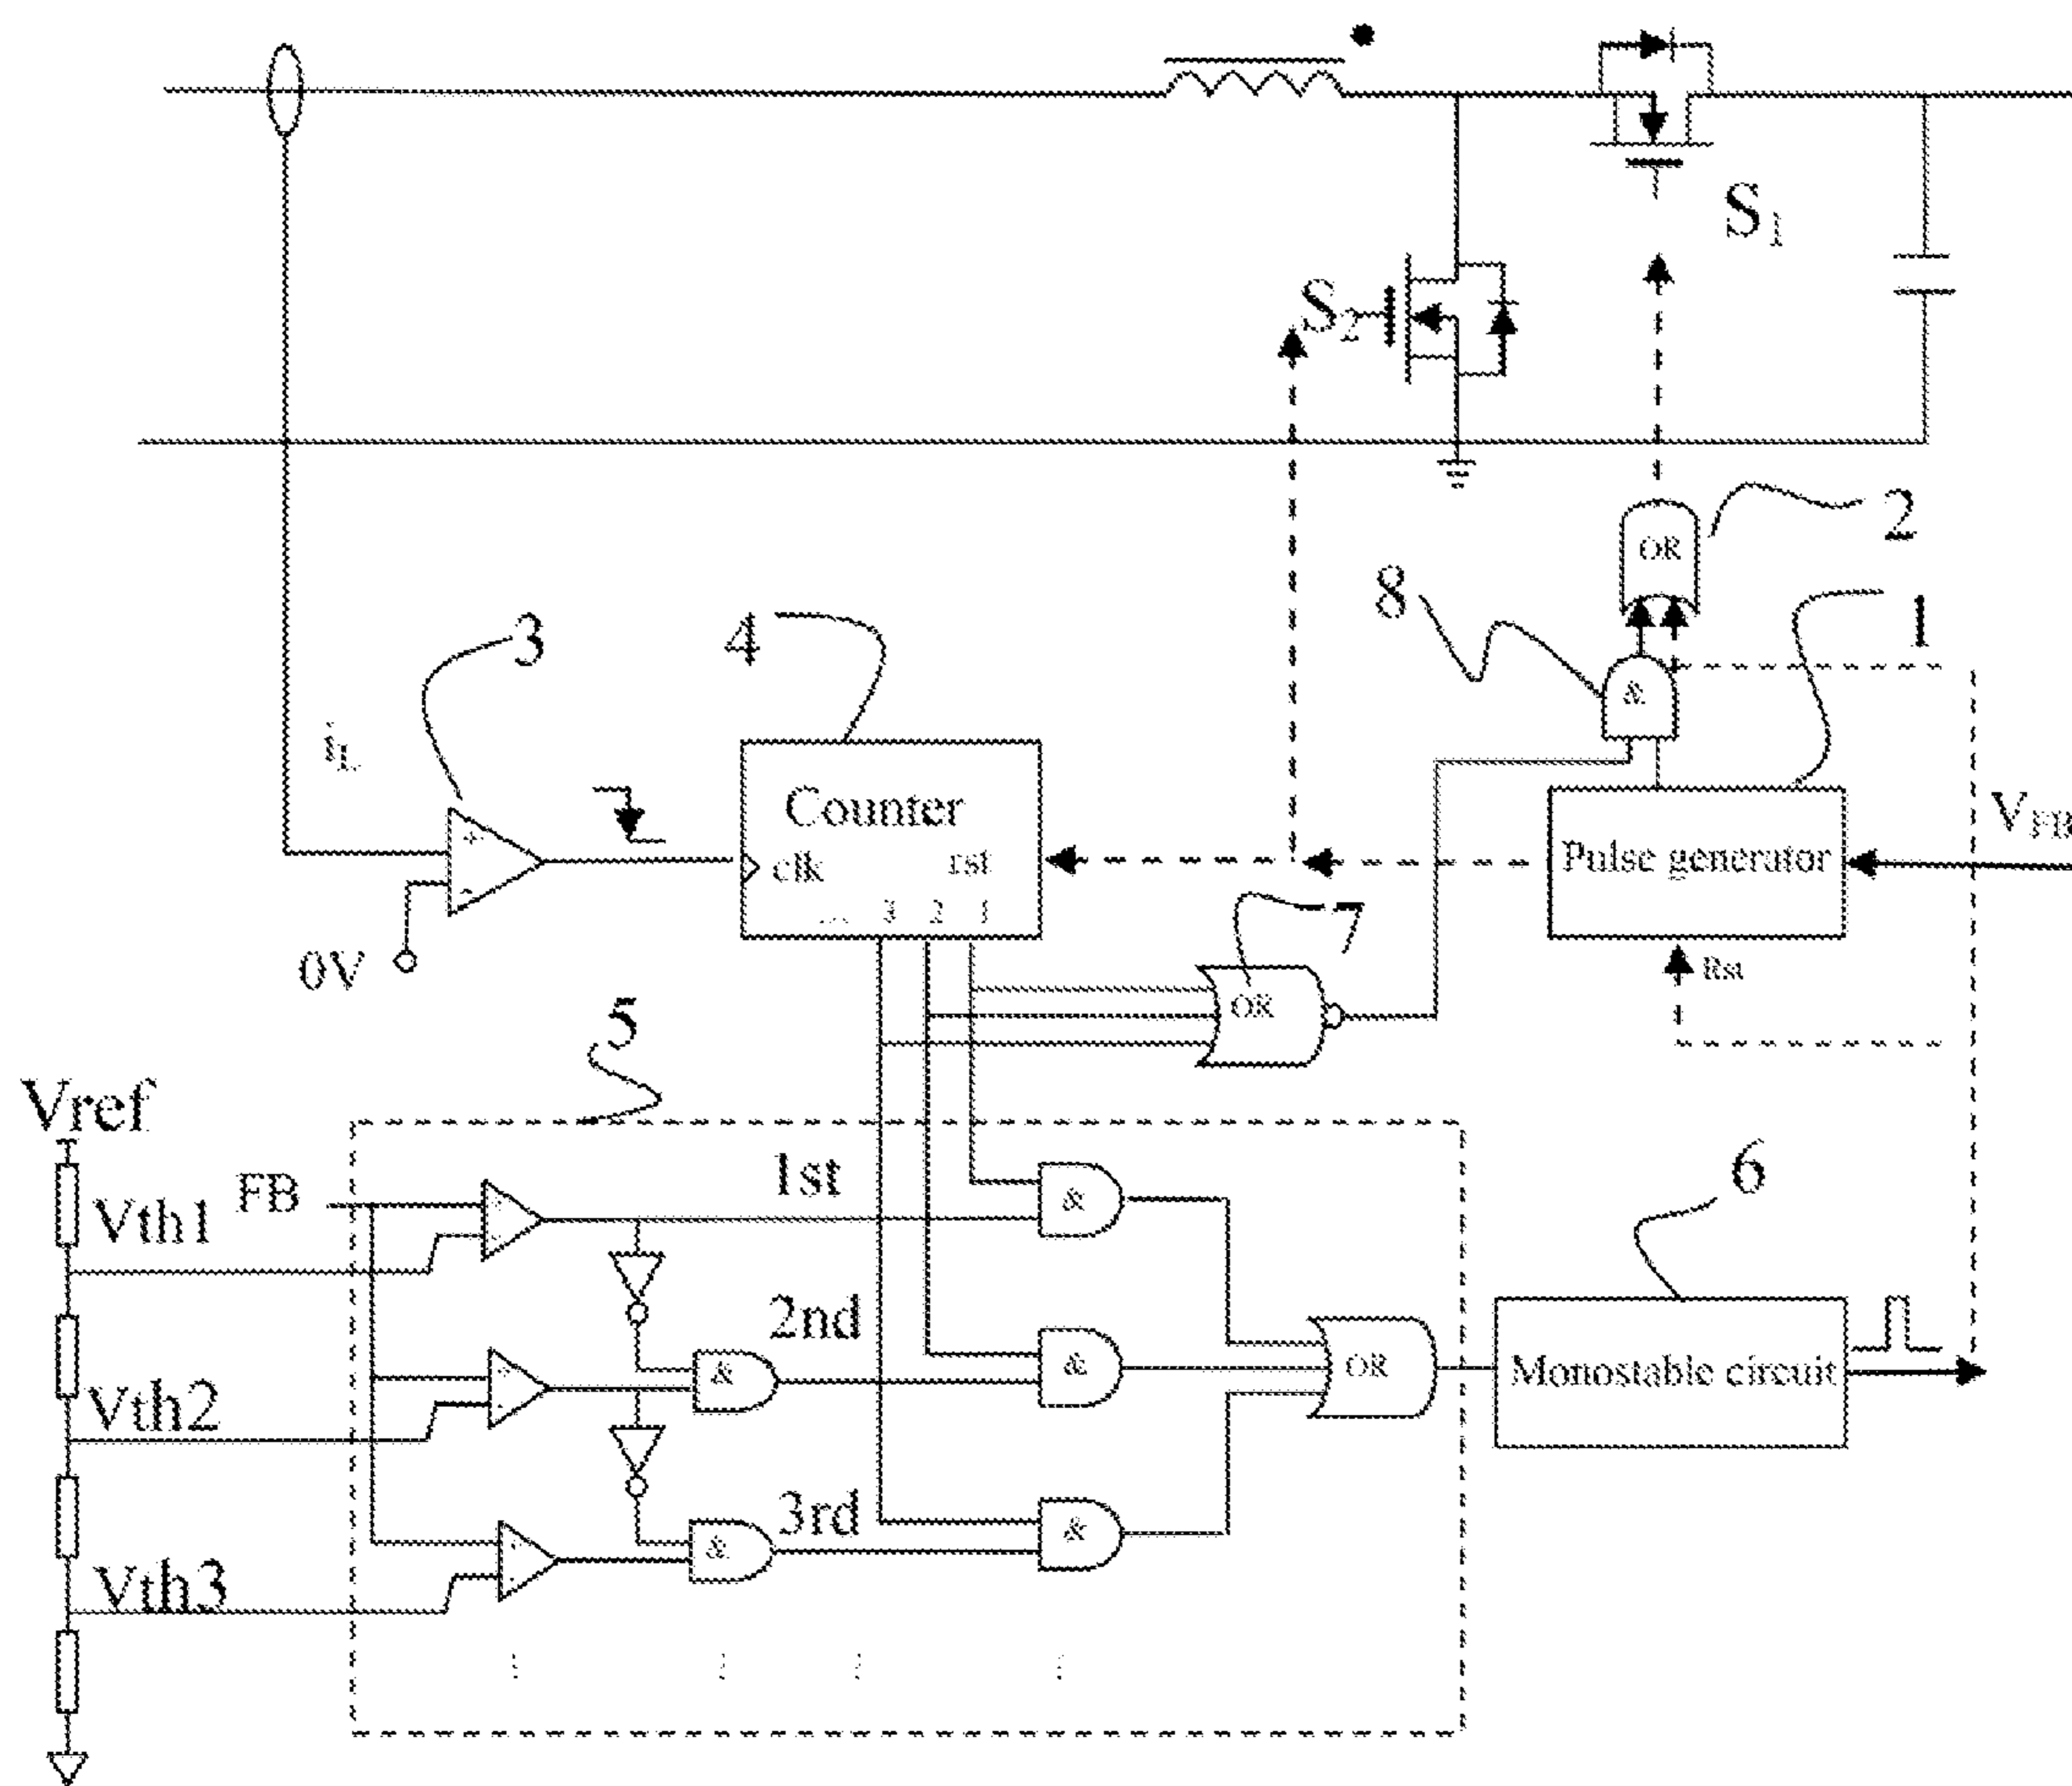 S1
S2
2
OR
8
1
3
4
&
iL
Counter
VFB
clk
rst
Pulse generator
... 3 2 1
0V
7
OR
Rst
5
Vref
1st
6
FB
Vth1
&
2nd
&
&
OR
Monostable circuit
Vth2
3rd
&
&
Vth3